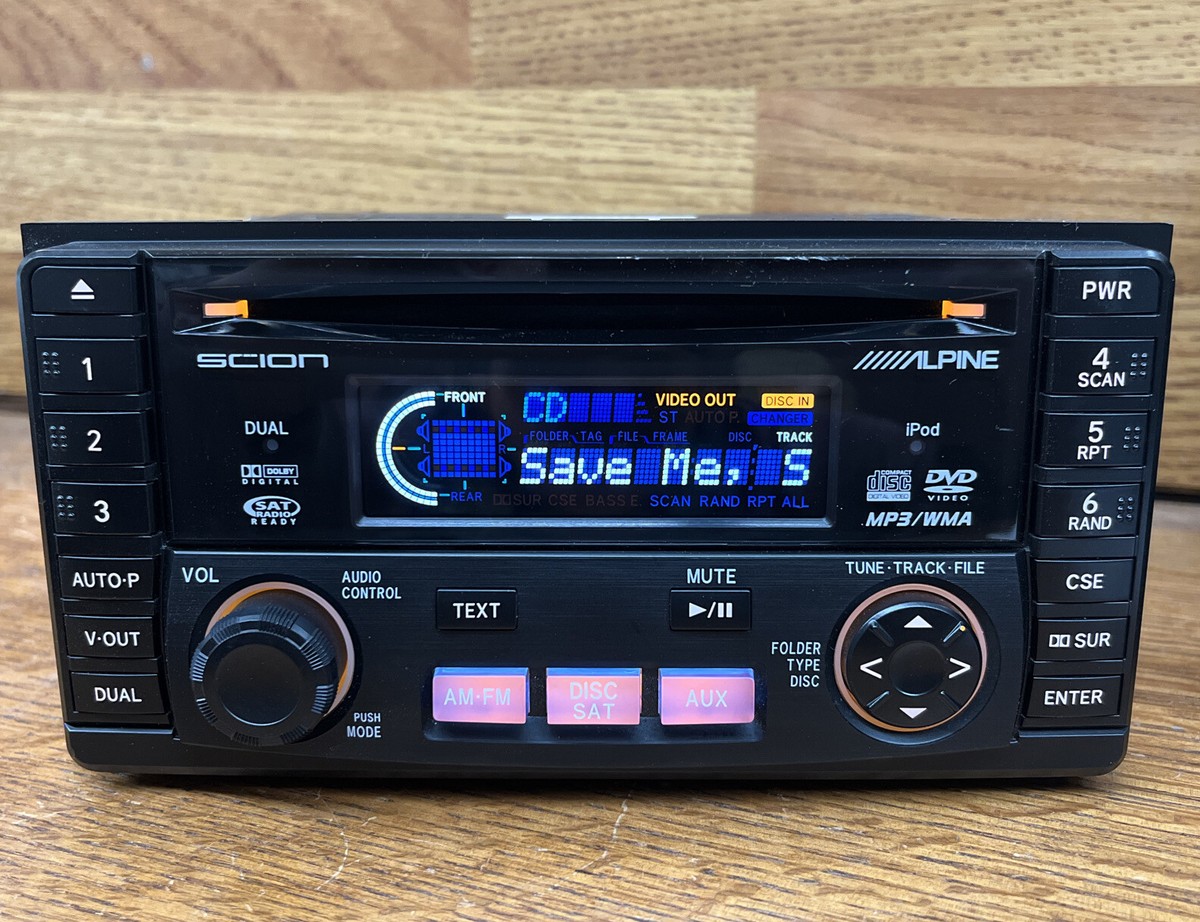 PWR
1
SCION
ALPINE
4
SCAN
FRONT
CD
VIDEO OUT
DISC IN
ST AUTO P.
CHANGER
DUAL
iPod
2
5
RPT
FOLDER TAG FILE FRAME DISC TRACK
L
R
Save Me, S
DOLBY
DIGITAL
COMPACT
disc
DIGITAL VIDEO
DVD
VIDEO
REAR
SUR CSE BASS E. SCAN RAND RPT ALL
3
SAT
RADIO
READY
MP3/WMA
6
RAND
AUTO·P
VOL
AUDIO
CONTROL
TEXT
MUTE
TUNE·TRACK·FILE
CSE
V·OUT
FOLDER
TYPE
DISC
SUR
DUAL
AM·FM
DISC
SAT
AUX
ENTER
PUSH
MODE